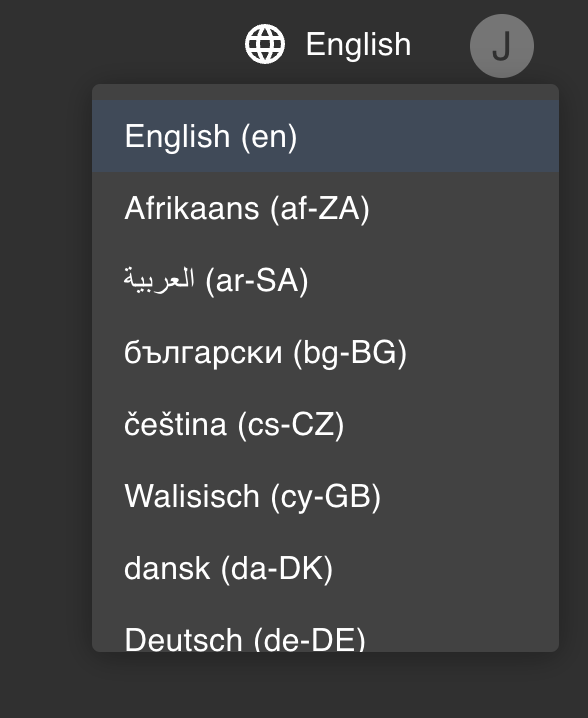 English
J
English (en)
Afrikaans (af-ZA)
العربية (ar-SA)
български (bg-BG)
čeština (cs-CZ)
Walisisch (cy-GB)
dansk (da-DK)
Deutsch (de-DE)